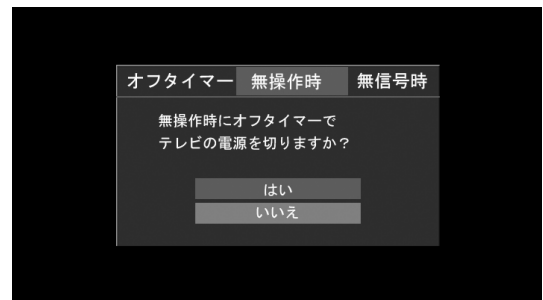 オフタイマー 無操作時 無信号時
無操作時にオフタイマーで
テレビの電源を切りますか？
はい
いいえ